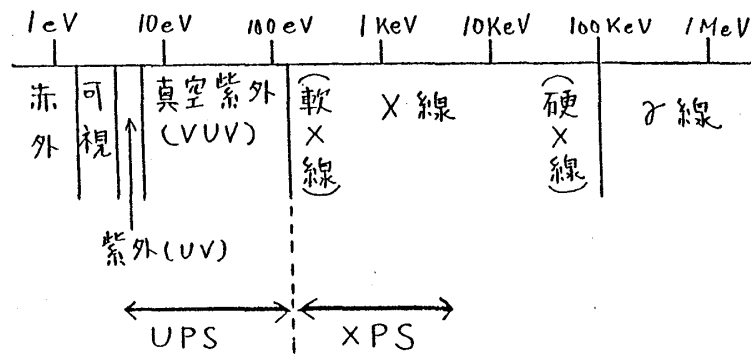 1eV 10eV 100eV 1KeV 10KeV 100KeV 1MeV
赤外
可視
真空紫外
(VUV)
(軟X線)
X線
(硬X線)
γ線
紫外(UV)
UPS
XPS